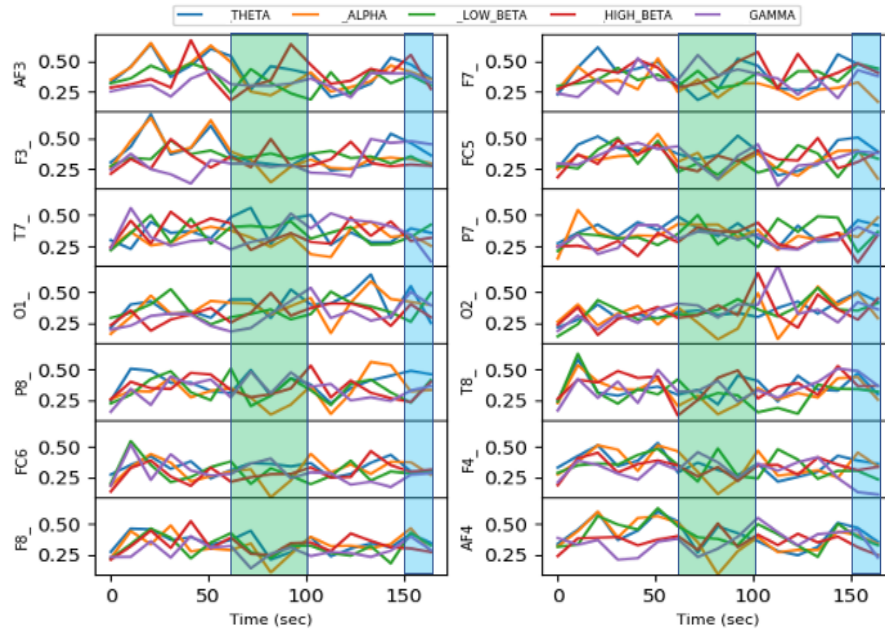 _THETA _ALPHA _LOW_BETA _HIGH_BETA GAMMA
AF3 0.50 0.25
F3_ 0.50 0.25
T7_ 0.50 0.25
O1_ 0.50 0.25
P8_ 0.50 0.25
FC6 0.50 0.25
F8_ 0.50 0.25
0 50 100 150
Time (sec)
F7_ 0.50 0.25
FC5 0.50 0.25
P7_ 0.50 0.25
O2_ 0.50 0.25
T8_ 0.50 0.25
F4_ 0.50 0.25
AF4 0.50 0.25
0 50 100 150
Time (sec)